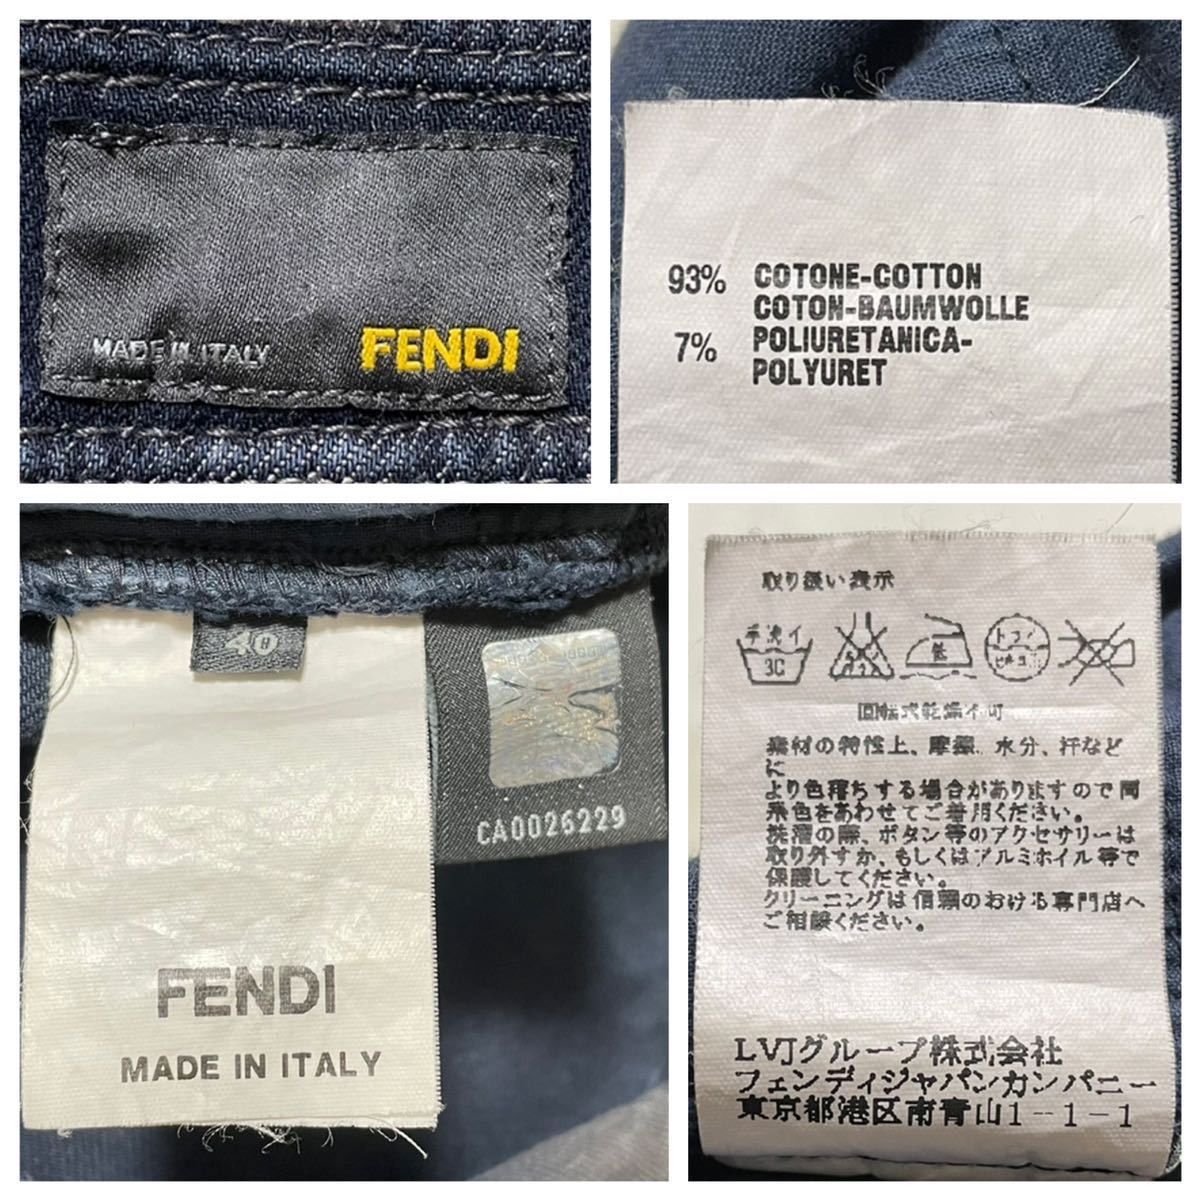 MADE IN ITALY
FENDI
93% COTONE-COTTON
COTON-BAUMWOLLE
7% POLIURETANICA-
POLYURET
40
CA0026229
FENDI
MADE IN ITALY
取り扱い表示
手洗イ
30
回転式乾燥不可
素材の特性上、摩擦、水分、汗など
に
より色落ちする場合がありますので同
系色をあわせてご着用ください。
洗濯の際、ボタン等のアクセサリーは
取り外すか、もしくはアルミホイル等で
保護してください。
クリーニングは信頼のおける専門店へ
ご相談ください。
LVJグループ株式会社
フェンディジャパンカンパニー
東京都港区南青山1-1-1